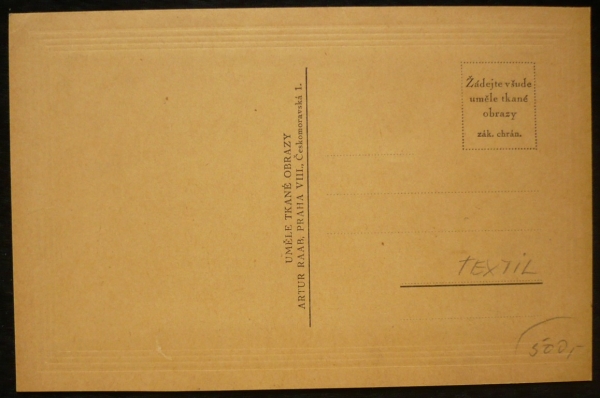 UMĚLE TKANÉ OBRAZY
ARTUR RAAB, PRAHA VIII., Českomoravská 1.
Žádejte všude
uměle tkané
obrazy
zák. chrán.
TEXTIL
500,-